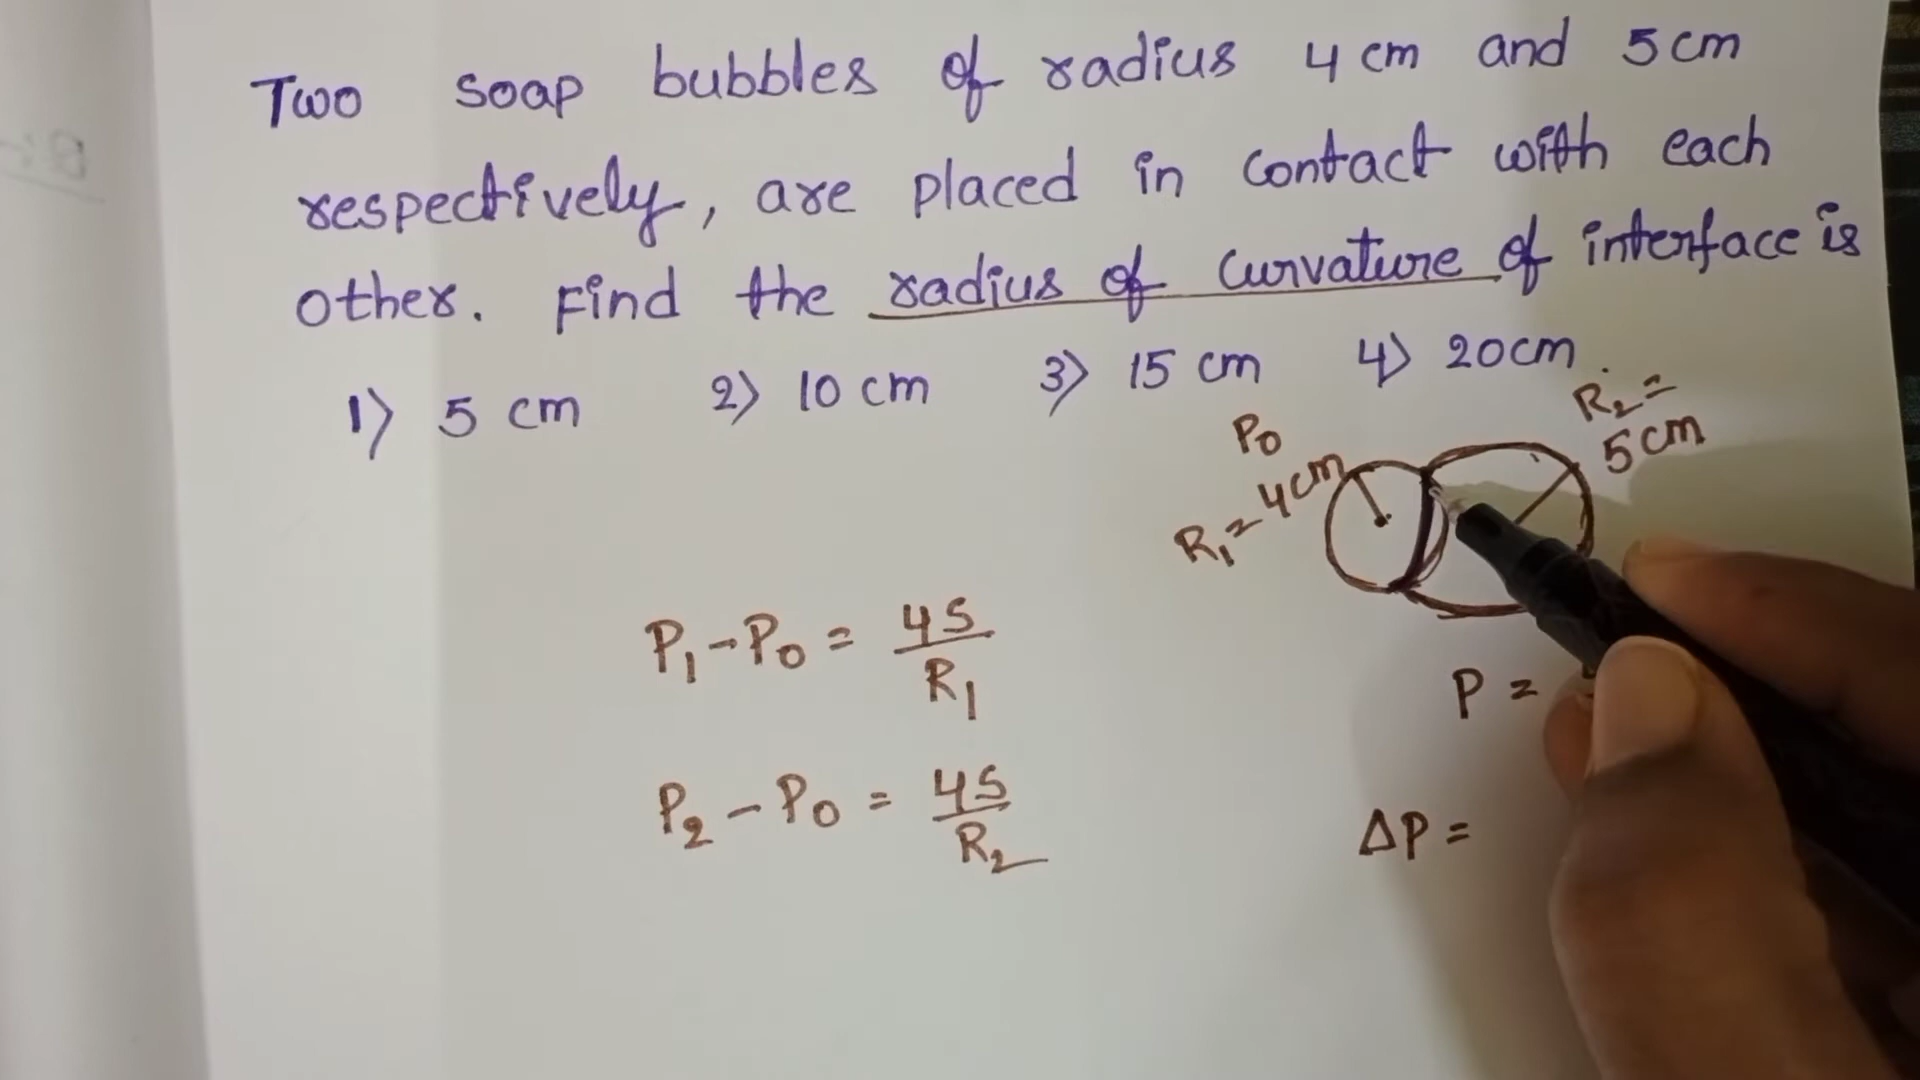 Two soap bubbles of radius 4 cm and 5 cm
respectively, are placed in contact with each
other. Find the radius of curvature of interface is
1) 5 cm 2) 10 cm 3) 15 cm 4) 20cm.
P0
R1 = 4cm
R2 =
5cm
P1 - P0 = 4S / R1
P =
P2 - P0 = 4S / R2
ΔP =